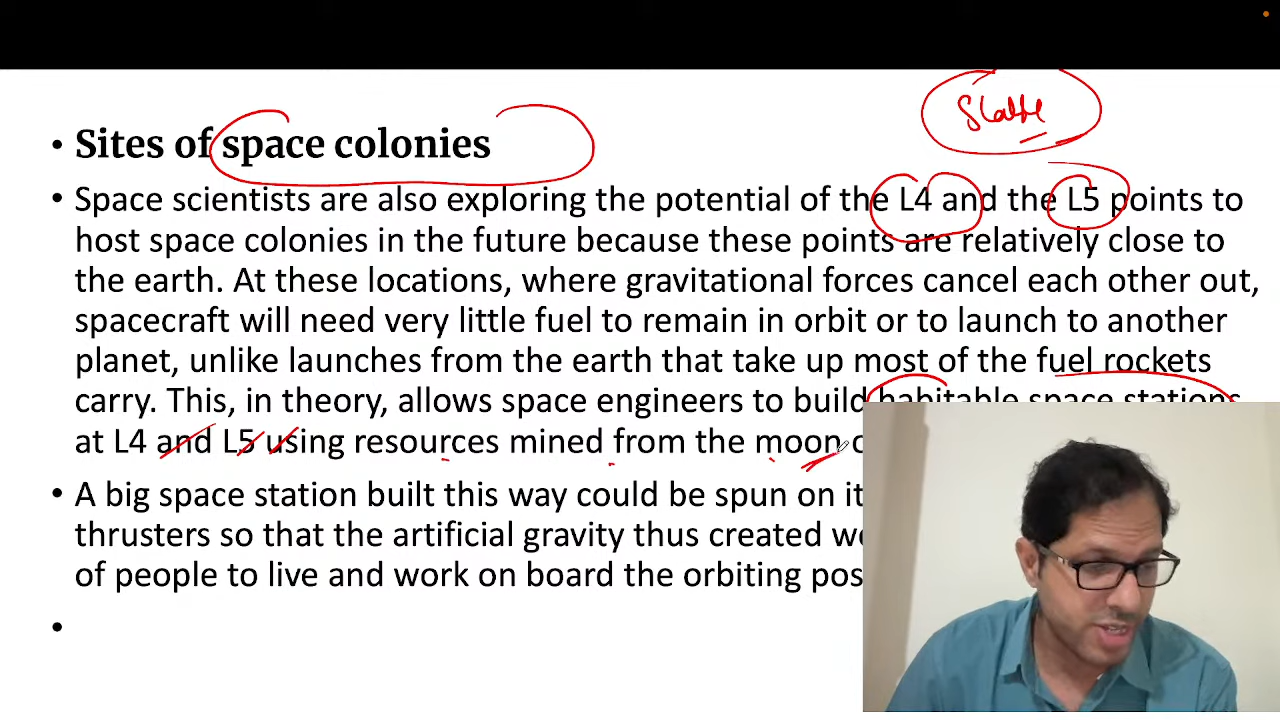 • Sites of space colonies
• Space scientists are also exploring the potential of the L4 and the L5 points to
host space colonies in the future because these points are relatively close to
the earth. At these locations, where gravitational forces cancel each other out,
spacecraft will need very little fuel to remain in orbit or to launch to another
planet, unlike launches from the earth that take up most of the fuel rockets
carry. This, in theory, allows space engineers to build habitable space stations
at L4 and L5 using resources mined from the moon
• A big space station built this way could be spun on
thrusters so that the artificial gravity thus created
of people to live and work on board the orbiting
•